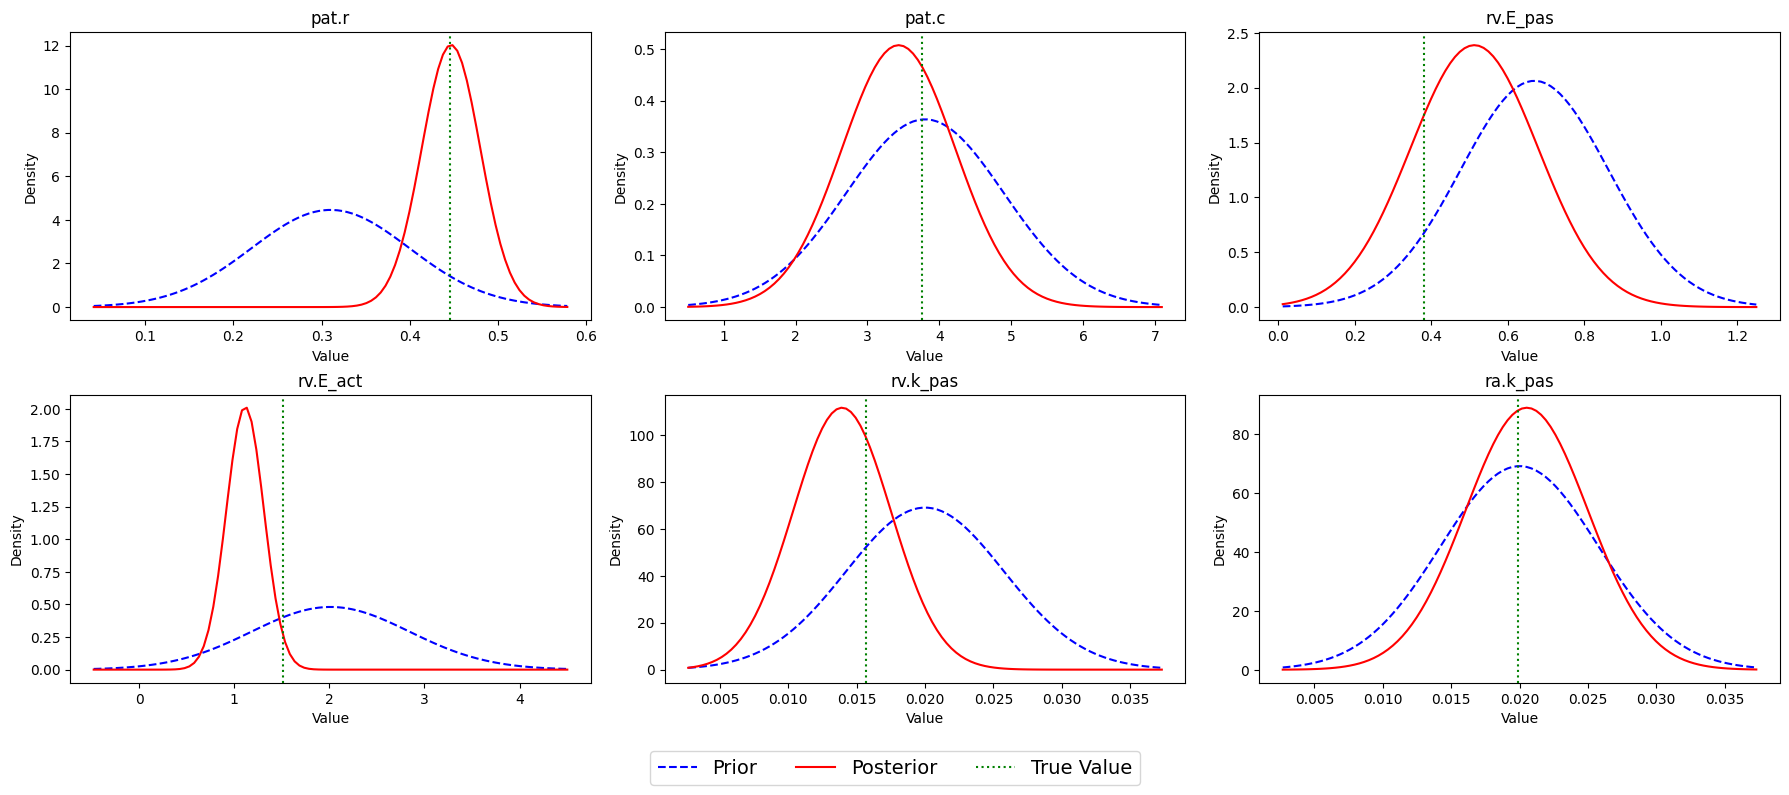 pat.r
pat.c
rv.E_pas
Density
12
10
8
6
4
2
0
0.1 0.2 0.3 0.4 0.5 0.6
Value
Density
0.5
0.4
0.3
0.2
0.1
0.0
1 2 3 4 5 6 7
Value
Density
2.5
2.0
1.5
1.0
0.5
0.0
0.0 0.2 0.4 0.6 0.8 1.0 1.2
Value
rv.E_act
rv.k_pas
ra.k_pas
Density
2.00
1.75
1.50
1.25
1.00
0.75
0.50
0.25
0.00
0 1 2 3 4
Value
Density
100
80
60
40
20
0
0.005 0.010 0.015 0.020 0.025 0.030 0.035
Value
Density
80
60
40
20
0
0.005 0.010 0.015 0.020 0.025 0.030 0.035
Value
Prior Posterior True Value